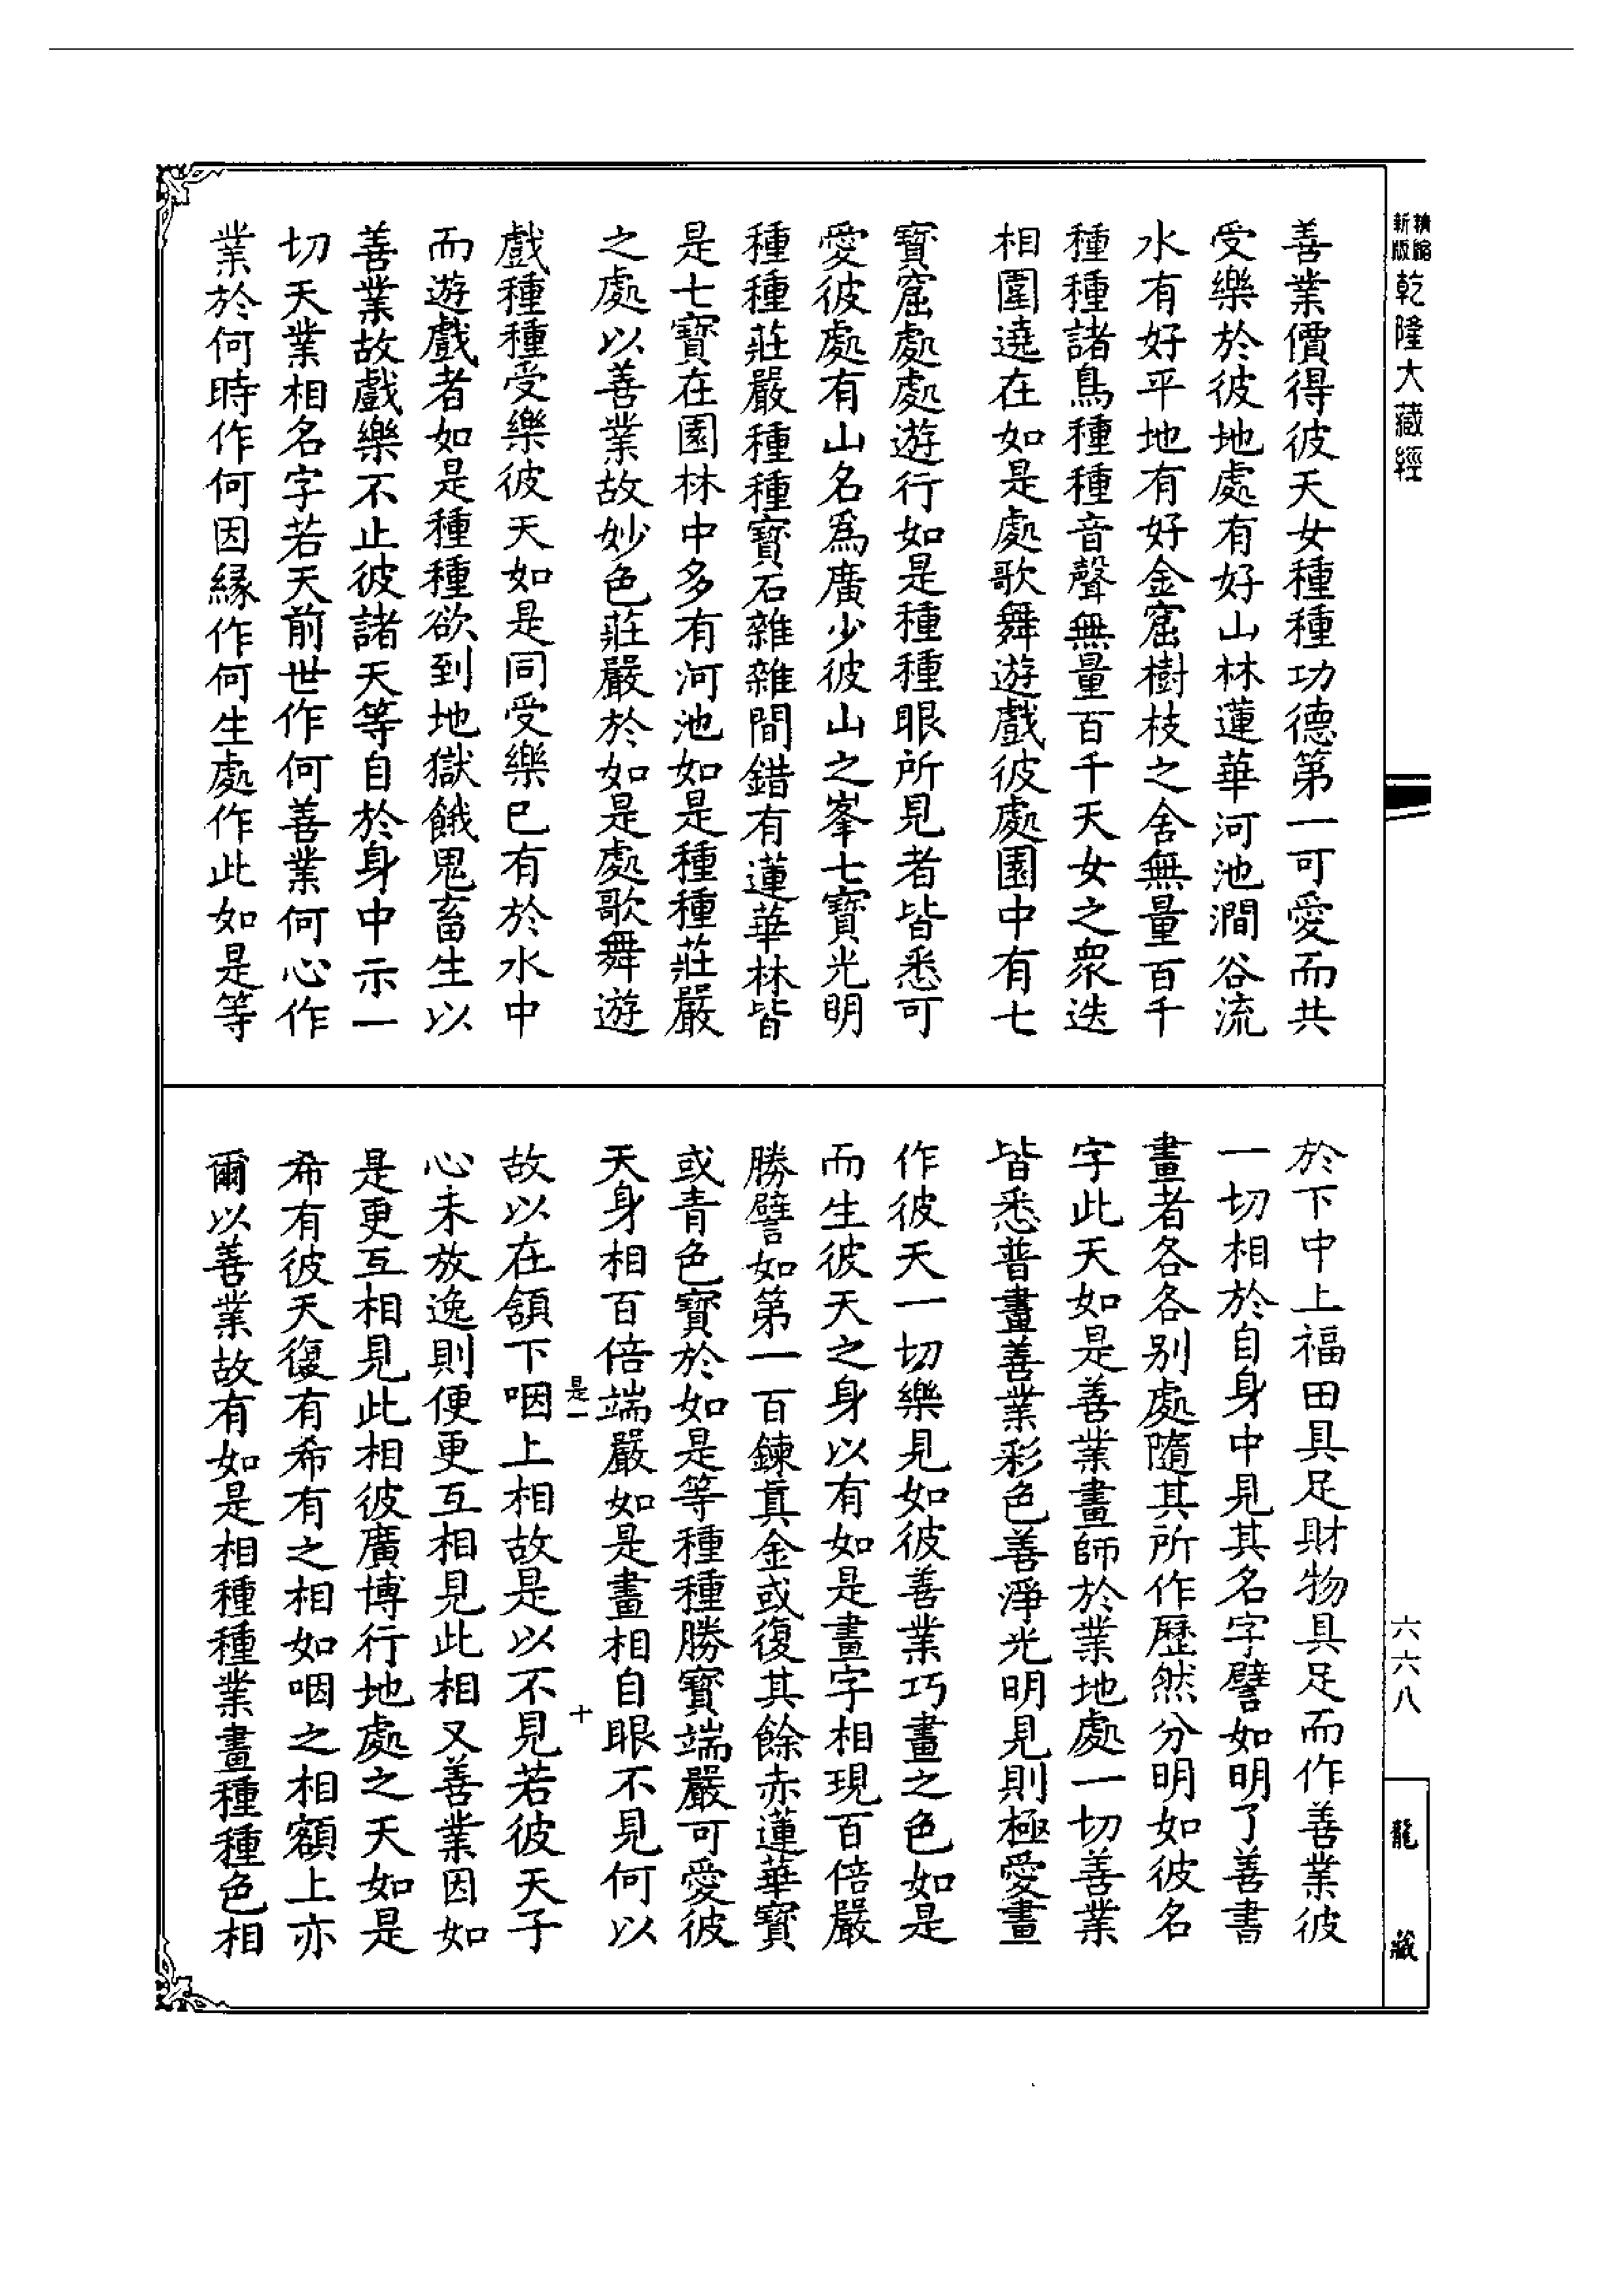 精縮
新版
乾隆大藏經
善業價得彼天女種種功德第一可愛而共
受樂於彼地處有好山林蓮華河池澗谷流
水有好平地有好金窟樹枝之舍無量百千
種種諸鳥種種音聲無量百千天女之眾迭
相圍遶在如是處歌舞遊戲彼處園中有七
寶窟處處遊行如是種種眼所見者皆悉可
愛彼處有山名爲廣少彼山之峯七寶光明
種種莊嚴種種寶石雜雜間錯有蓮華林皆
是七寶在園林中多有河池如是種種莊嚴
之處以善業故妙色莊嚴於如是處歌舞遊
戲種種受樂彼天如是同受樂已有於水中
而遊戲者如是種種欲到地獄餓鬼畜生以
善業故戲樂不止彼諸天等自於身中示一
切天業相名字若天前世作何善業何心作
業於何時作何因緣作何生處作此如是等
於下中上福田具足財物具足而作善業彼
一切相於自身中見其名字譬如明了善書
畫者各各別處隨其所作歷然分明如彼名
字此天如是善業畫師於業地處一切善業
皆悉普畫善業彩色善淨光明見則極愛畫
作彼天一切樂見如彼善業巧畫之色如是
而生彼天之身以有如是畫字相現百倍嚴
勝譬如第一百鍊真金或復其餘赤蓮華寶
或青色寶於如是等種種勝寶端嚴可愛彼
天身相百倍端嚴如是畫相自眼不見何以
是一
十
故以在頷下咽上相故是以不見若彼天子
心未放逸則便更互相見此相又善業因如
是更互相見此相彼廣博行地處之天如是
希有彼天復有希有之相如咽之相額上亦
爾以善業故有如是相種種業畫種種色相
六六八
龍藏